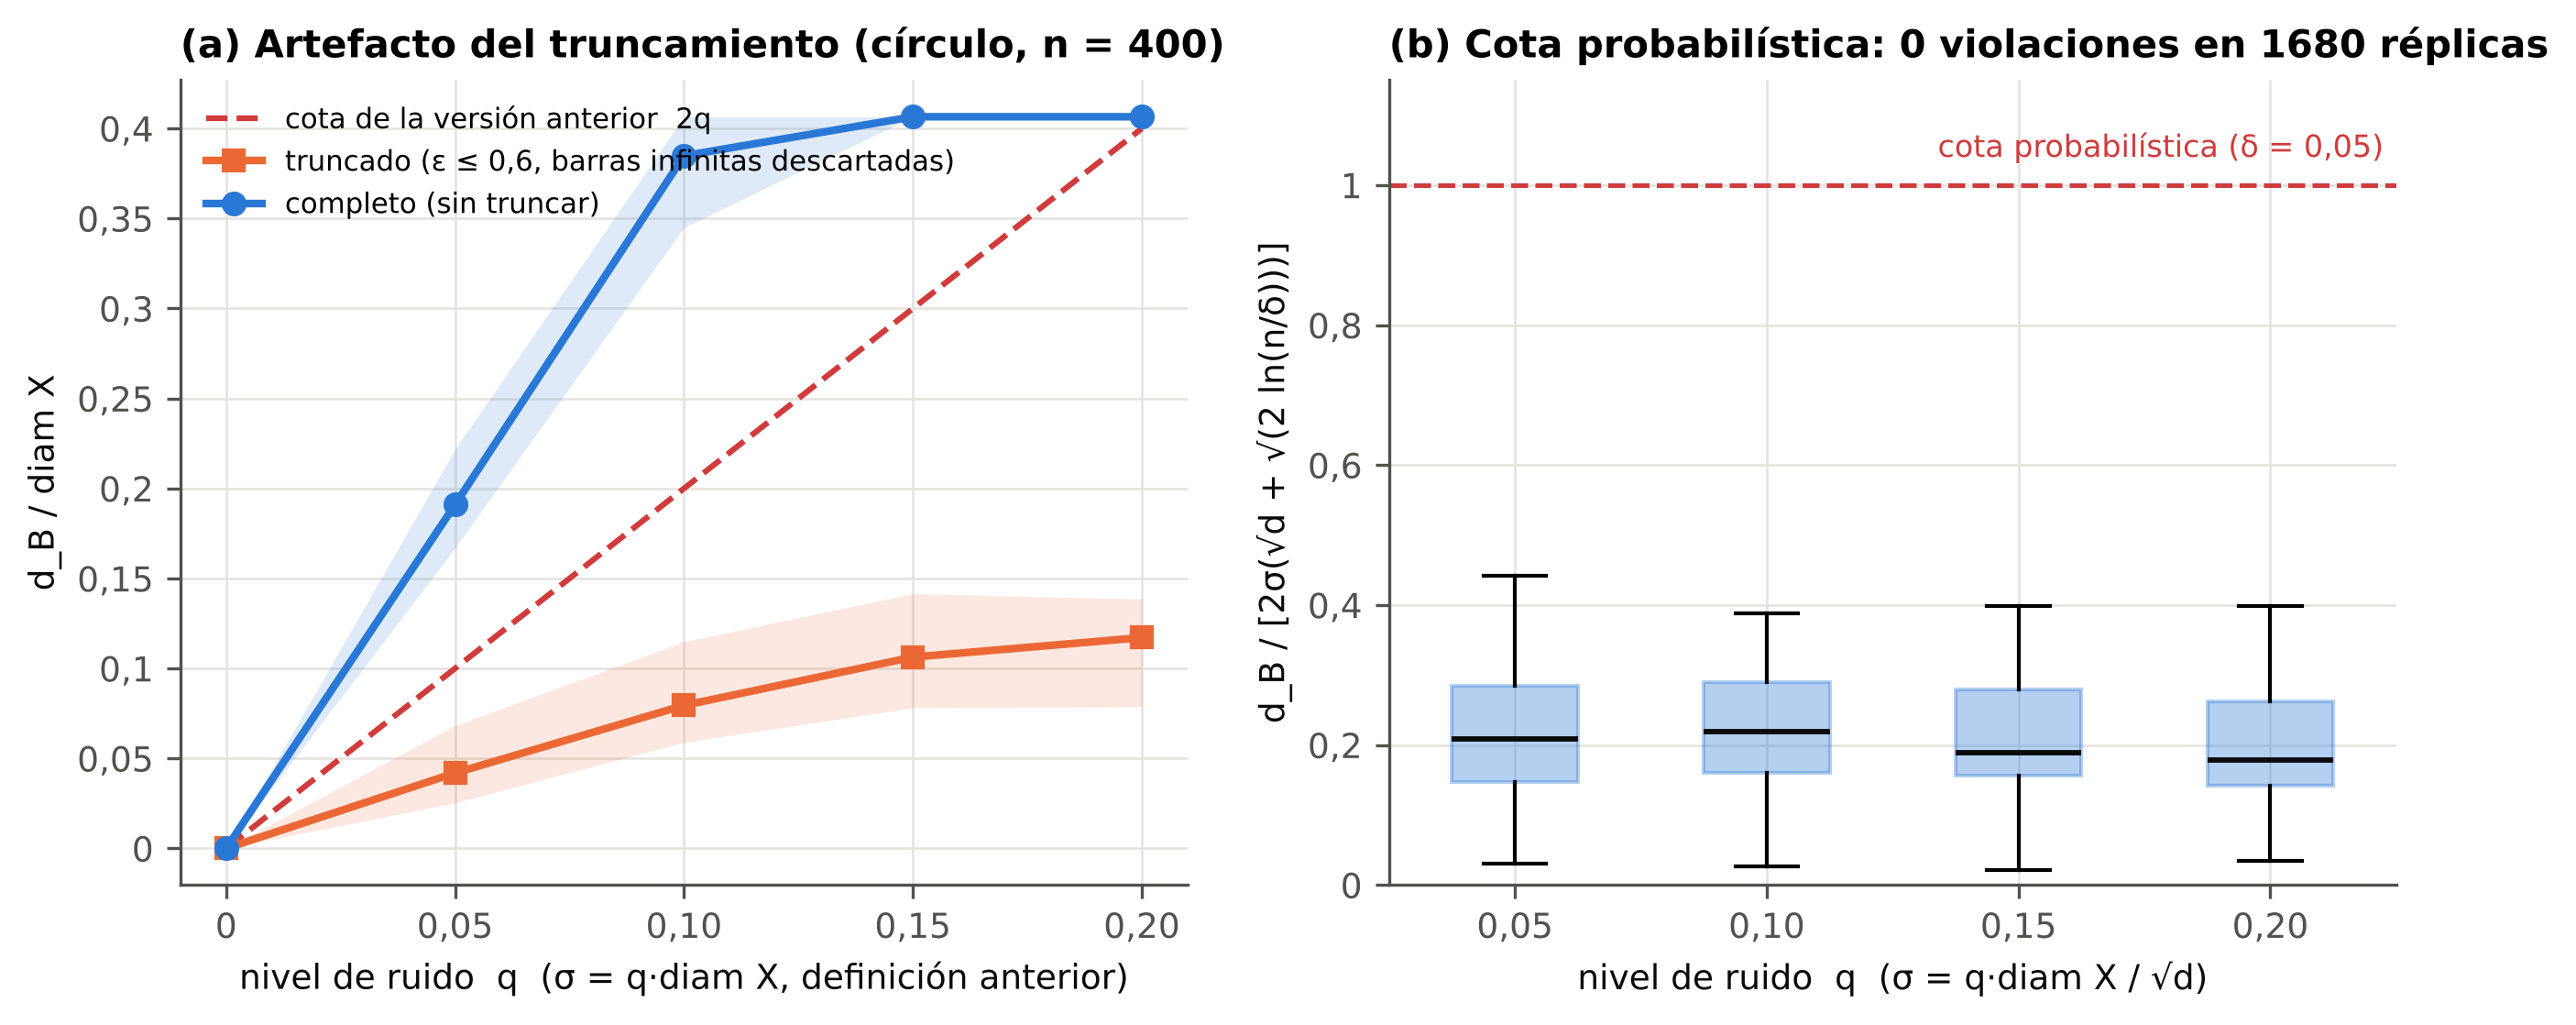 (a) Artefacto del truncamiento (círculo, n = 400)
cota de la versión anterior  2q
truncado (ε ≤ 0,6, barras infinitas descartadas)
completo (sin truncar)
d_B / diam X
0,4
0,35
0,3
0,25
0,2
0,15
0,1
0,05
0
0
0,05
0,10
0,15
0,20
nivel de ruido  q  (σ = q·diam X, definición anterior)
(b) Cota probabilística: 0 violaciones en 1680 réplicas
cota probabilística (δ = 0,05)
d_B / [2σ(√d + √(2 ln(n/δ)))]
1
0,8
0,6
0,4
0,2
0
0,05
0,10
0,15
0,20
nivel de ruido  q  (σ = q·diam X / √d)